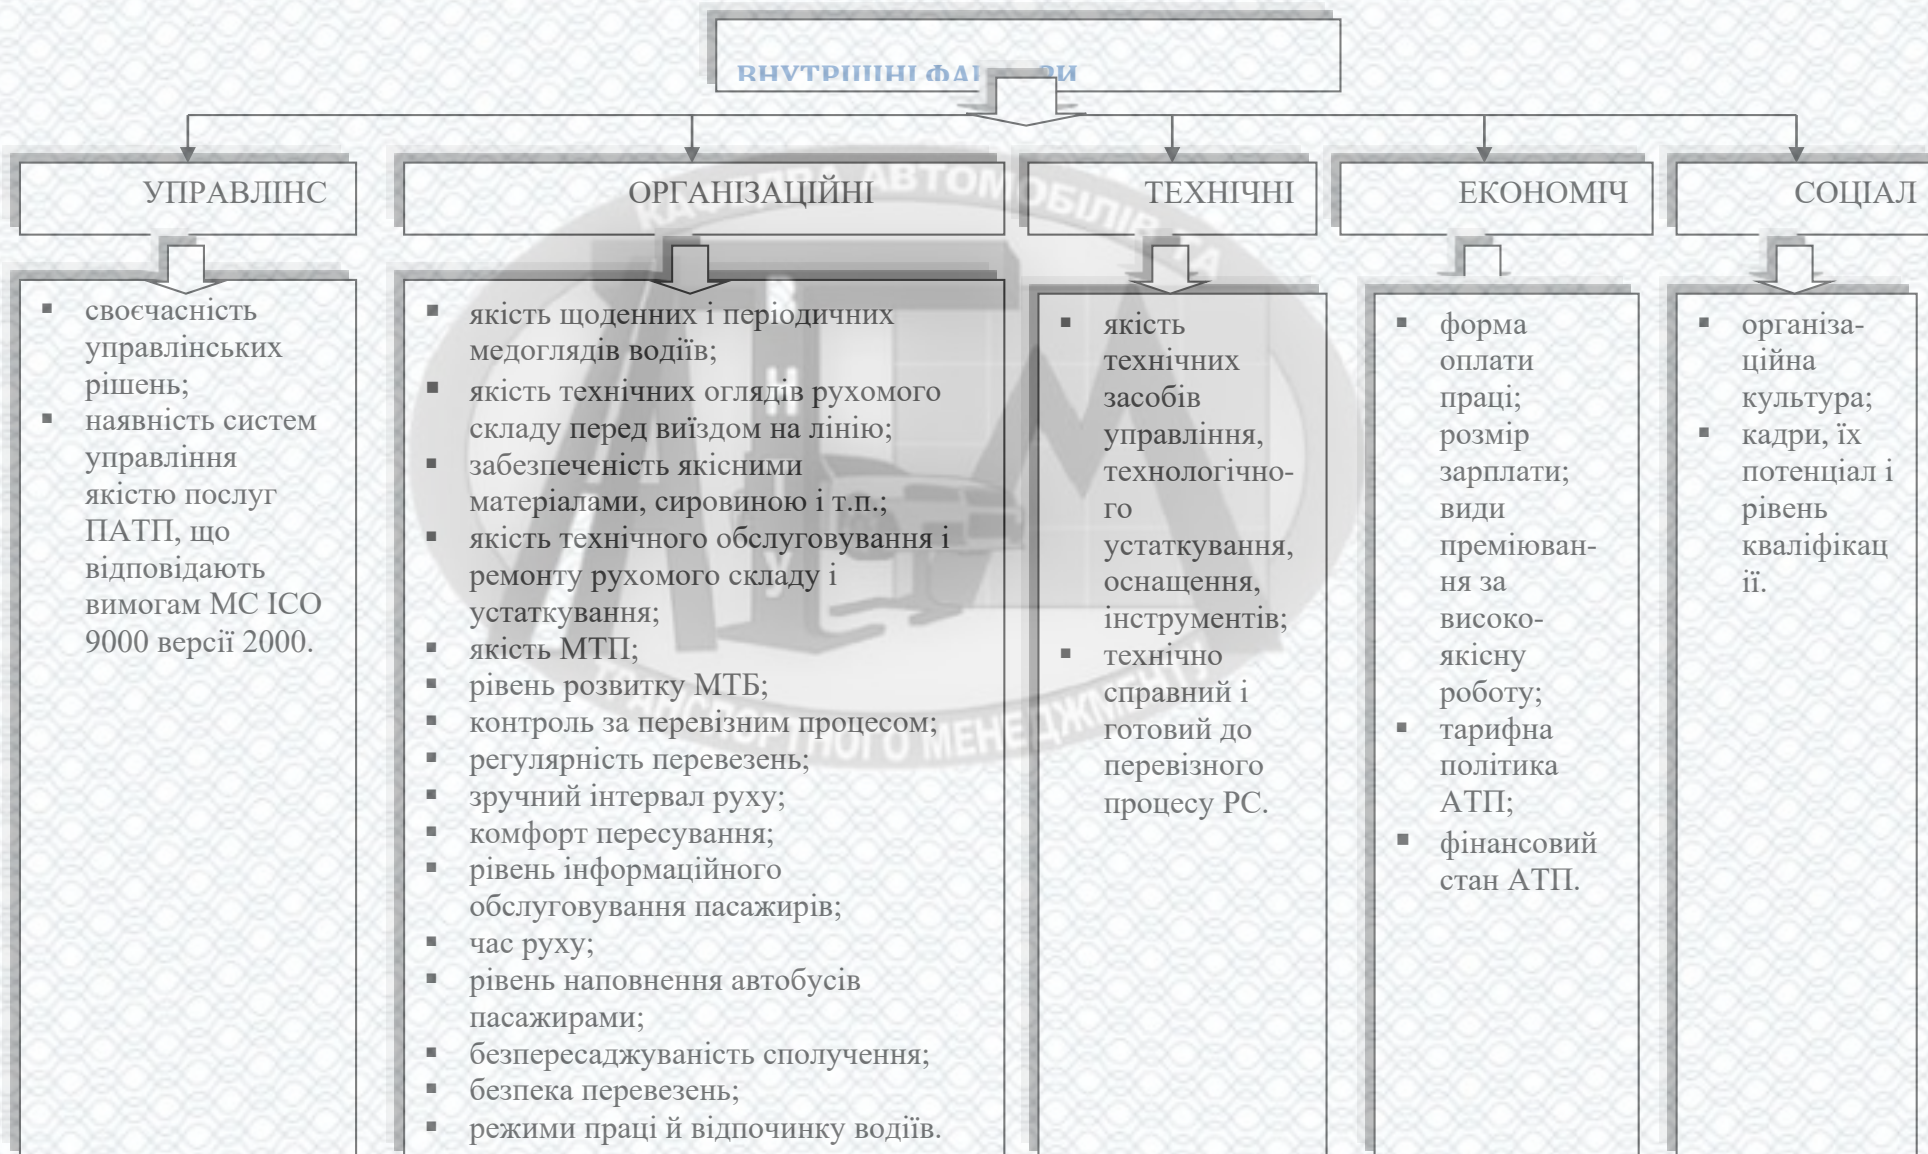 ВНУТРІШНІ ФАКТОРИ
УПРАВЛІНС
ОРГАНІЗАЦІЙНІ
ТЕХНІЧНІ
ЕКОНОМІЧ
СОЦІАЛ
▪ своєчасність
управлінських
рішень;
▪ наявність систем
управління
якістю послуг
ПАТП, що
відповідають
вимогам МС ІСО
9000 версії 2000.
▪ якість щоденних і періодичних
медоглядів водіїв;
▪ якість технічних оглядів рухомого
складу перед виїздом на лінію;
▪ забезпеченість якісними
матеріалами, сировиною і т.п.;
▪ якість технічного обслуговування і
ремонту рухомого складу і
устаткування;
▪ якість МТП;
▪ рівень розвитку МТБ;
▪ контроль за перевізним процесом;
▪ регулярність перевезень;
▪ зручний інтервал руху;
▪ комфорт пересування;
▪ рівень інформаційного
обслуговування пасажирів;
▪ час руху;
▪ рівень наповнення автобусів
пасажирами;
▪ безпересаджуваність сполучення;
▪ безпека перевезень;
▪ режими праці й відпочинку водіїв.
▪ якість
технічних
засобів
управління,
технологічно-
го
устаткування,
оснащення,
інструментів;
▪ технічно
справний і
готовий до
перевізного
процесу РС.
▪ форма
оплати
праці;
розмір
зарплати;
види
преміюван-
ня за
високо-
якісну
роботу;
▪ тарифна
політика
АТП;
▪ фінансовий
стан АТП.
▪ організа-
ційна
культура;
▪ кадри, їх
потенціал і
рівень
кваліфікац
ії.
АВТОМОБІЛІВ ТА
ВНТУ
МЕНЕДЖМЕНТУ